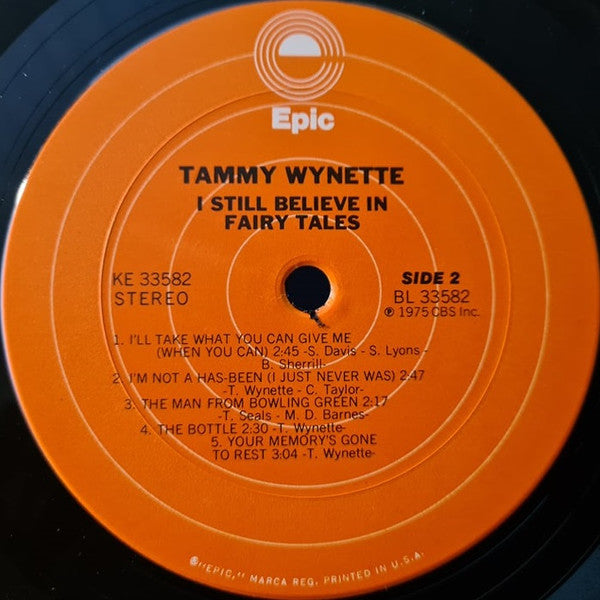 Epic
TAMMY WYNETTE
I STILL BELIEVE IN
FAIRY TALES
KE 33582
STEREO
SIDE 2
BL 33582
℗ 1975 CBS Inc.
1. I'LL TAKE WHAT YOU CAN GIVE ME
(WHEN YOU CAN) 2:45 -S. Davis - S. Lyons -
B. Sherrill-
2. I'M NOT A HAS-BEEN (I JUST NEVER WAS) 2:47
-T. Wynette - C. Taylor-
3. THE MAN FROM BOWLING GREEN 2:17
-T. Seals - M. D. Barnes-
4. THE BOTTLE 2:30 -T. Wynette-
5. YOUR MEMORY'S GONE
TO REST 3:04 -T. Wynette-
®"EPIC," MARCA REG. PRINTED IN U.S.A.